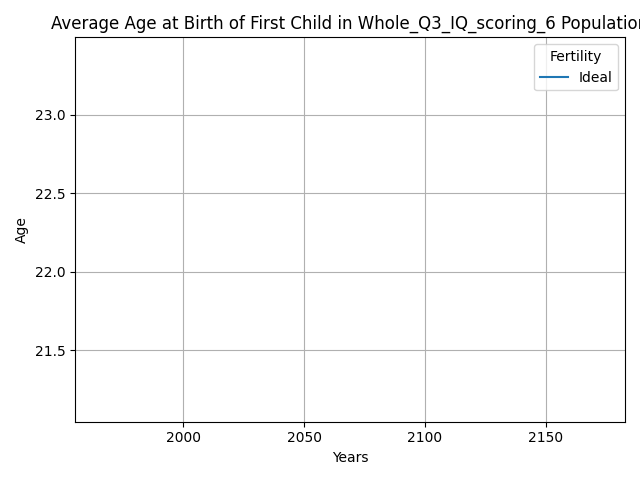 Average Age at Birth of First Child in Whole_Q3_IQ_scoring_6 Population
Fertility
Ideal
23.0
22.5
22.0
21.5
Age
2000
2050
2100
2150
Years